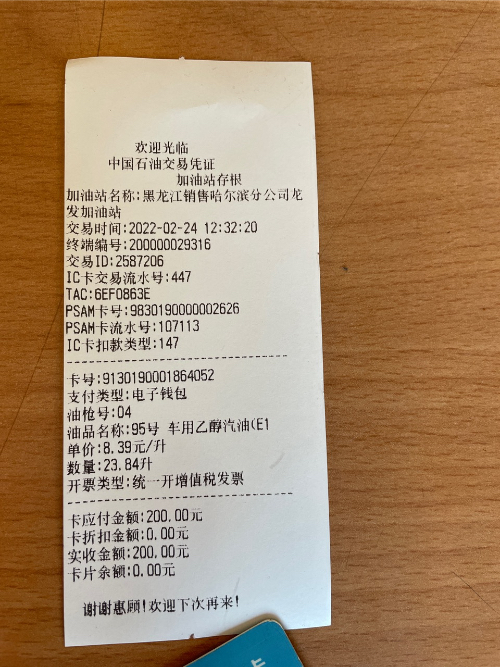 欢迎光临
中国石油交易凭证
加油站存根
加油站名称:黑龙江销售哈尔滨分公司龙
发加油站
交易时间:2022-02-24 12:32:20
终端编号:200000029316
交易ID:2587206
IC卡交易流水号:447
TAC:6EF0863E
PSAM卡号:9830190000002626
PSAM卡流水号:107113
IC卡扣款类型:147
卡号:9130190001864052
支付类型:电子钱包
油枪号:04
油品名称:95号 车用乙醇汽油(E1
单价:8.39元/升
数量:23.84升
开票类型:统一开增值税发票
卡应付金额:200.00元
卡折扣金额:0.00元
实收金额:200.00元
卡片余额:0.00元
谢谢惠顾!欢迎下次再来!